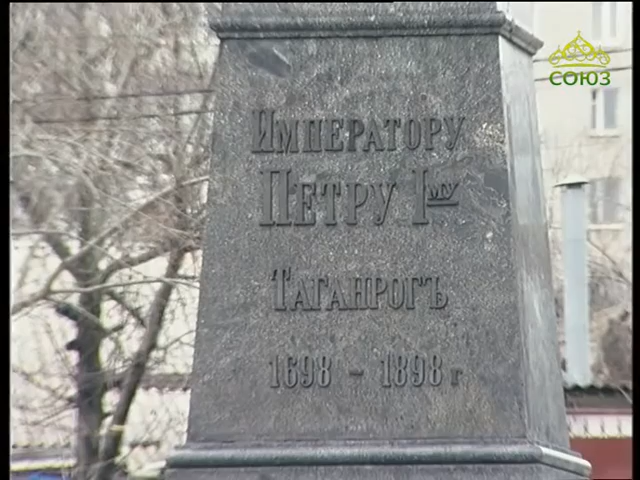 СОЮЗ
Императору
Петру Iму
Таганрогъ
1698 - 1898 г